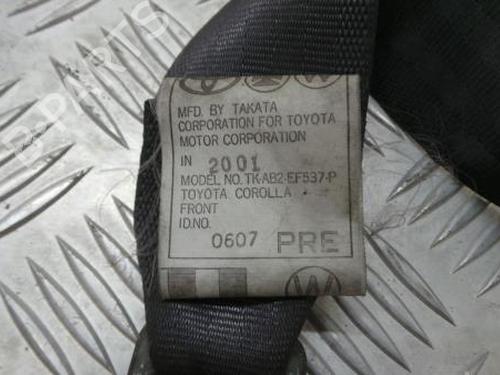 MFD. BY TAKATA
CORPORATION FOR TOYOTA
MOTOR CORPORATION
IN 2001
MODEL NO. TK-AB2-EF537-P
TOYOTA COROLLA
FRONT
ID.NO.
0607 PRE
B PARTS